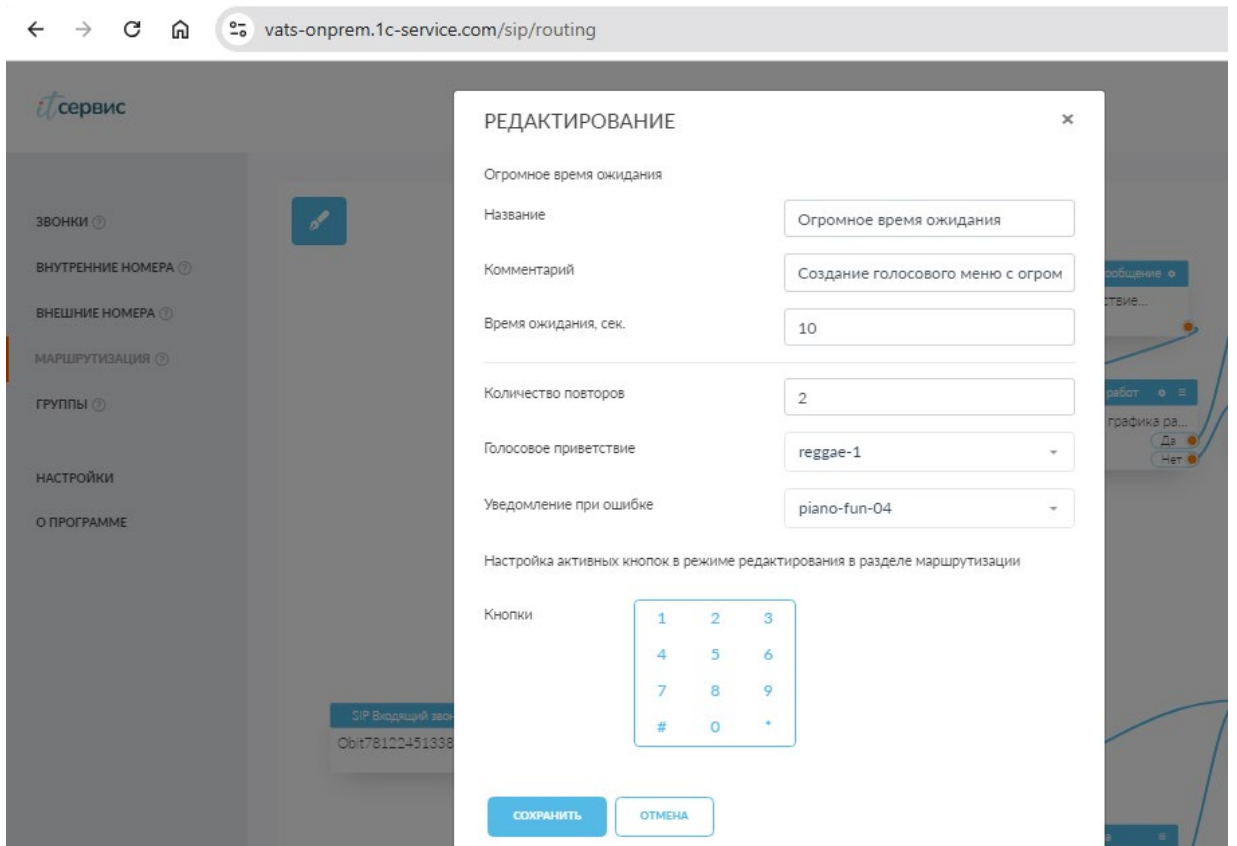 vats-onprem.1c-service.com/sip/routing
itсервис
ЗВОНКИ
ВНУТРЕННИЕ НОМЕРА
ВНЕШНИЕ НОМЕРА
МАРШРУТИЗАЦИЯ
ГРУППЫ
НАСТРОЙКИ
О ПРОГРАММЕ
РЕДАКТИРОВАНИЕ ×
Огромное время ожидания
Название Огромное время ожидания
Комментарий Создание голосового меню с огром
Время ожидания, сек. 10
Количество повторов 2
Голосовое приветствие reggae-1
Уведомление при ошибке piano-fun-04
Настройка активных кнопок в режиме редактирования в разделе маршрутизации
Кнопки
1 2 3
4 5 6
7 8 9
# 0 *
СОХРАНИТЬ ОТМЕНА
ообщение
ствие...
работ
графика ра...
Да
Нет
SIP Входящий звон
Obit78122451338